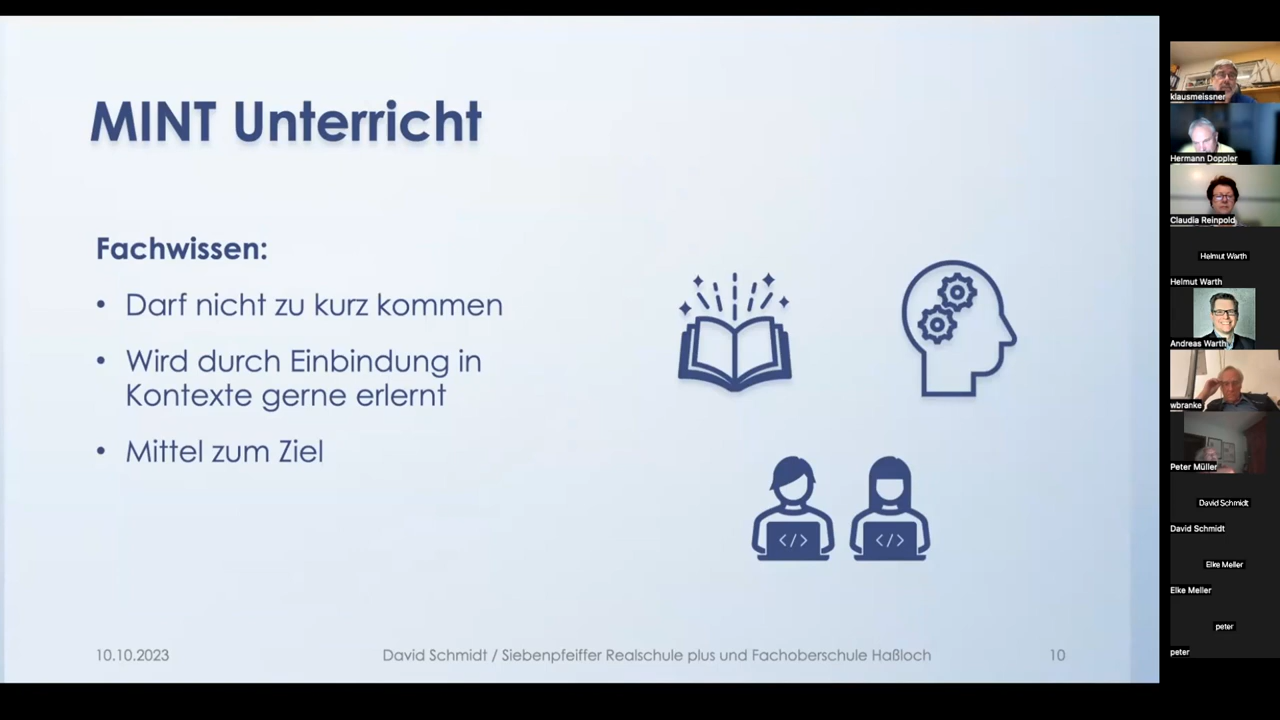 MINT Unterricht
Fachwissen:
• Darf nicht zu kurz kommen
• Wird durch Einbindung in
Kontexte gerne erlernt
• Mittel zum Ziel
</>
</>
10.10.2023
David Schmidt / Siebenpfeiffer Realschule plus und Fachoberschule Haßloch
10
klausmeissner
Hermann Doppler
Claudia Reinpold
Helmut Warth
Helmut Warth
Andreas Warth
wbranke
Peter Müller
David Schmidt
David Schmidt
Elke Meller
Elke Meller
peter
peter